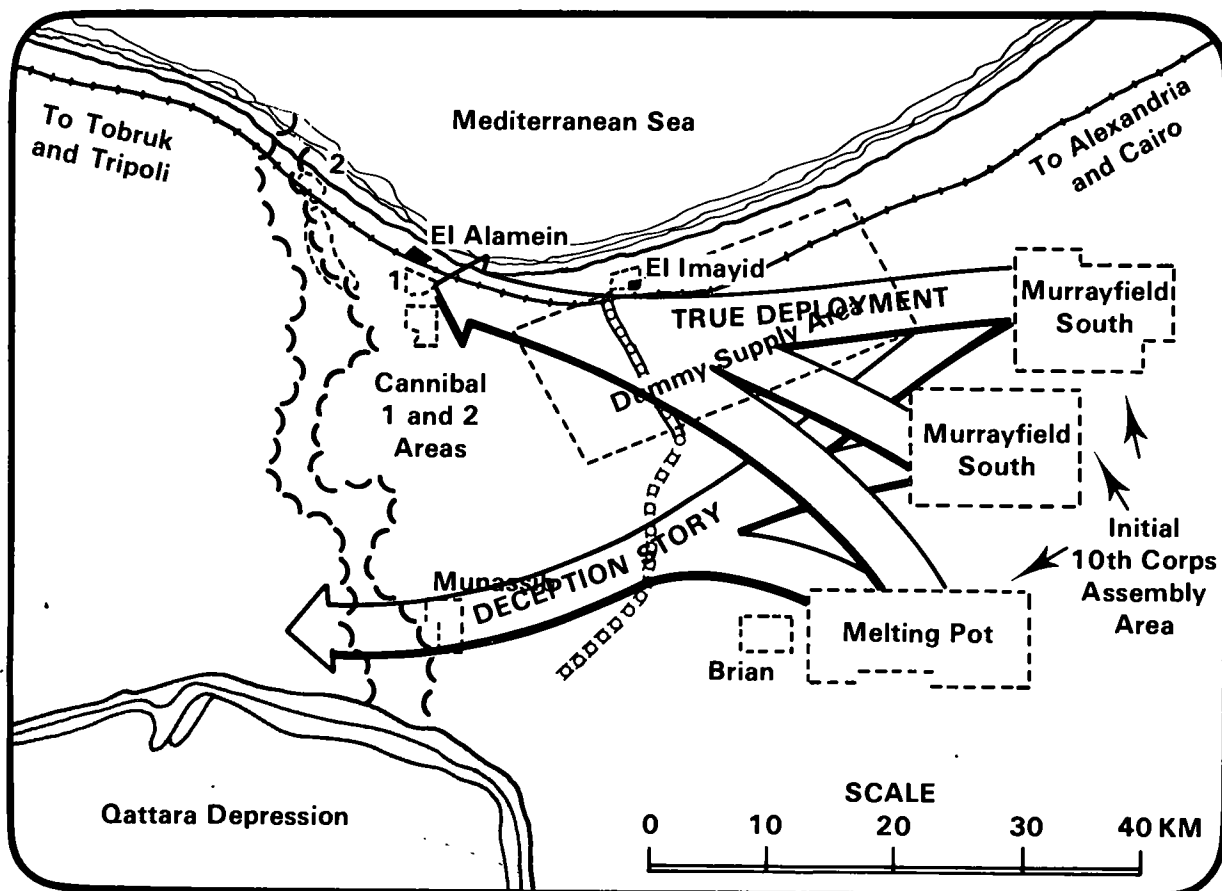 Mediterranean Sea
To Tobruk
and Tripoli
To Alexandria
and Cairo
2
El Alamein
1
El Imayid
Murrayfield
South
TRUE DEPLOYMENT
Dummy Supply Area
Cannibal
1 and 2
Areas
Murrayfield
South
Initial
10th Corps
Assembly
Area
DECEPTION STORY
Munassib
Melting Pot
Brian
Qattara Depression
SCALE
0 10 20 30 40 KM